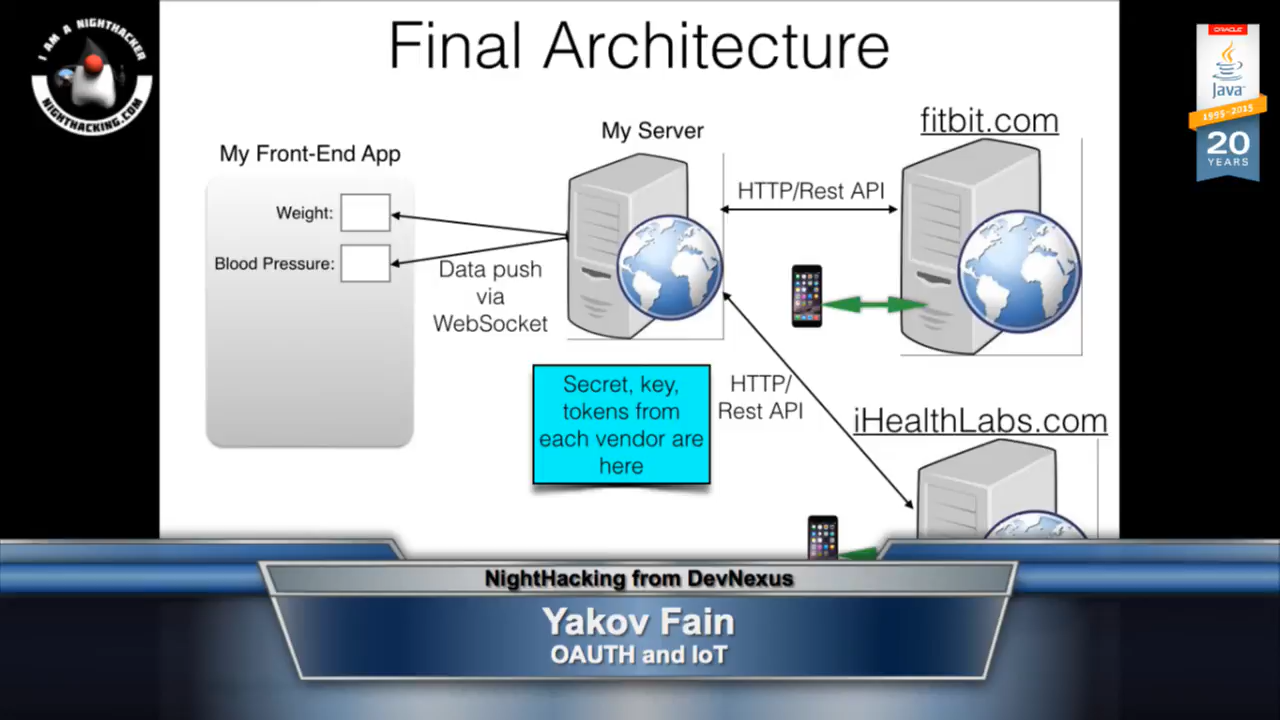 I AM A NIGHTHACKER
NIGHTHACKING.COM
Final Architecture
ORACLE
Java
1995-2015
20
YEARS
My Front-End App
Weight:
Blood Pressure:
Data push
via
WebSocket
My Server
HTTP/Rest API
fitbit.com
Secret, key,
tokens from
each vendor are
here
HTTP/
Rest API
iHealthLabs.com
NightHacking from DevNexus
Yakov Fain
OAUTH and IoT